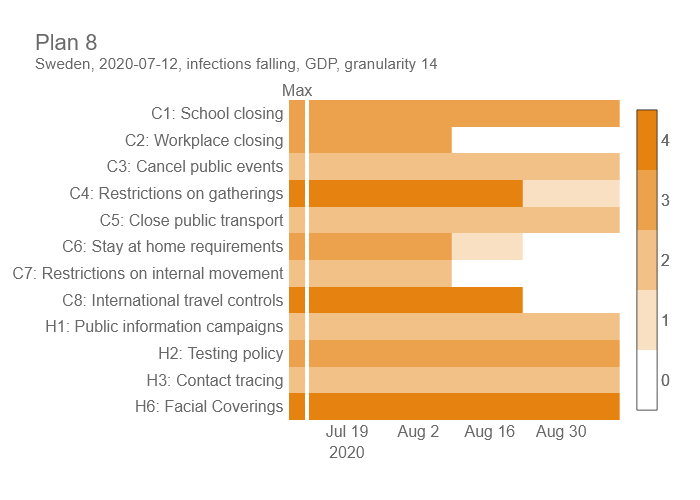 Plan 8
Sweden, 2020-07-12, infections falling, GDP, granularity 14
Max
C1: School closing
C2: Workplace closing
C3: Cancel public events
C4: Restrictions on gatherings
C5: Close public transport
C6: Stay at home requirements
C7: Restrictions on internal movement
C8: International travel controls
H1: Public information campaigns
H2: Testing policy
H3: Contact tracing
H6: Facial Coverings
Jul 19 Aug 2 Aug 16 Aug 30
2020
4
3
2
1
0